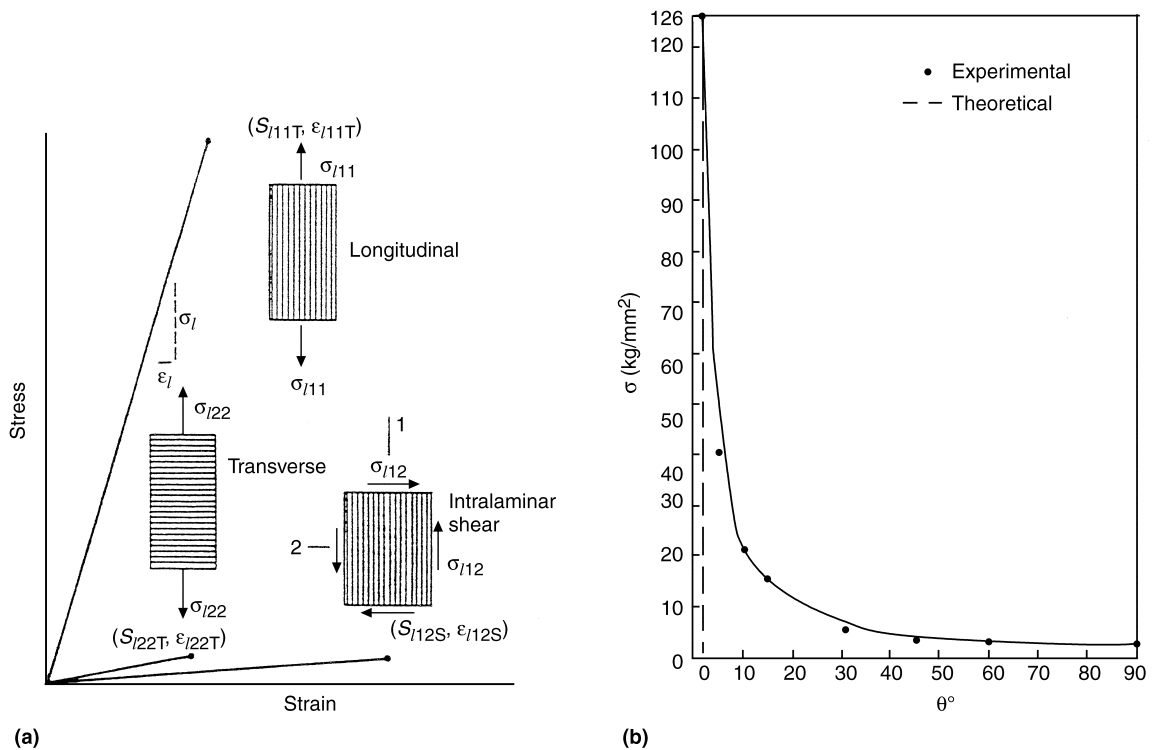 (S_l11T, ε_l11T)
σ_l11
Longitudinal
σ_l11
σ_l
ε_l
σ_l22
Transverse
σ_l22
(S_l22T, ε_l22T)
1
σ_l12
Intralaminar
shear
2
σ_l12
(S_l12S, ε_l12S)
Stress
Strain
(a)
126
120
110
100
90
80
70
60
50
40
30
20
10
0
σ (kg/mm²)
Experimental
Theoretical
0 10 20 30 40 50 60 70 80 90
θ°
(b)